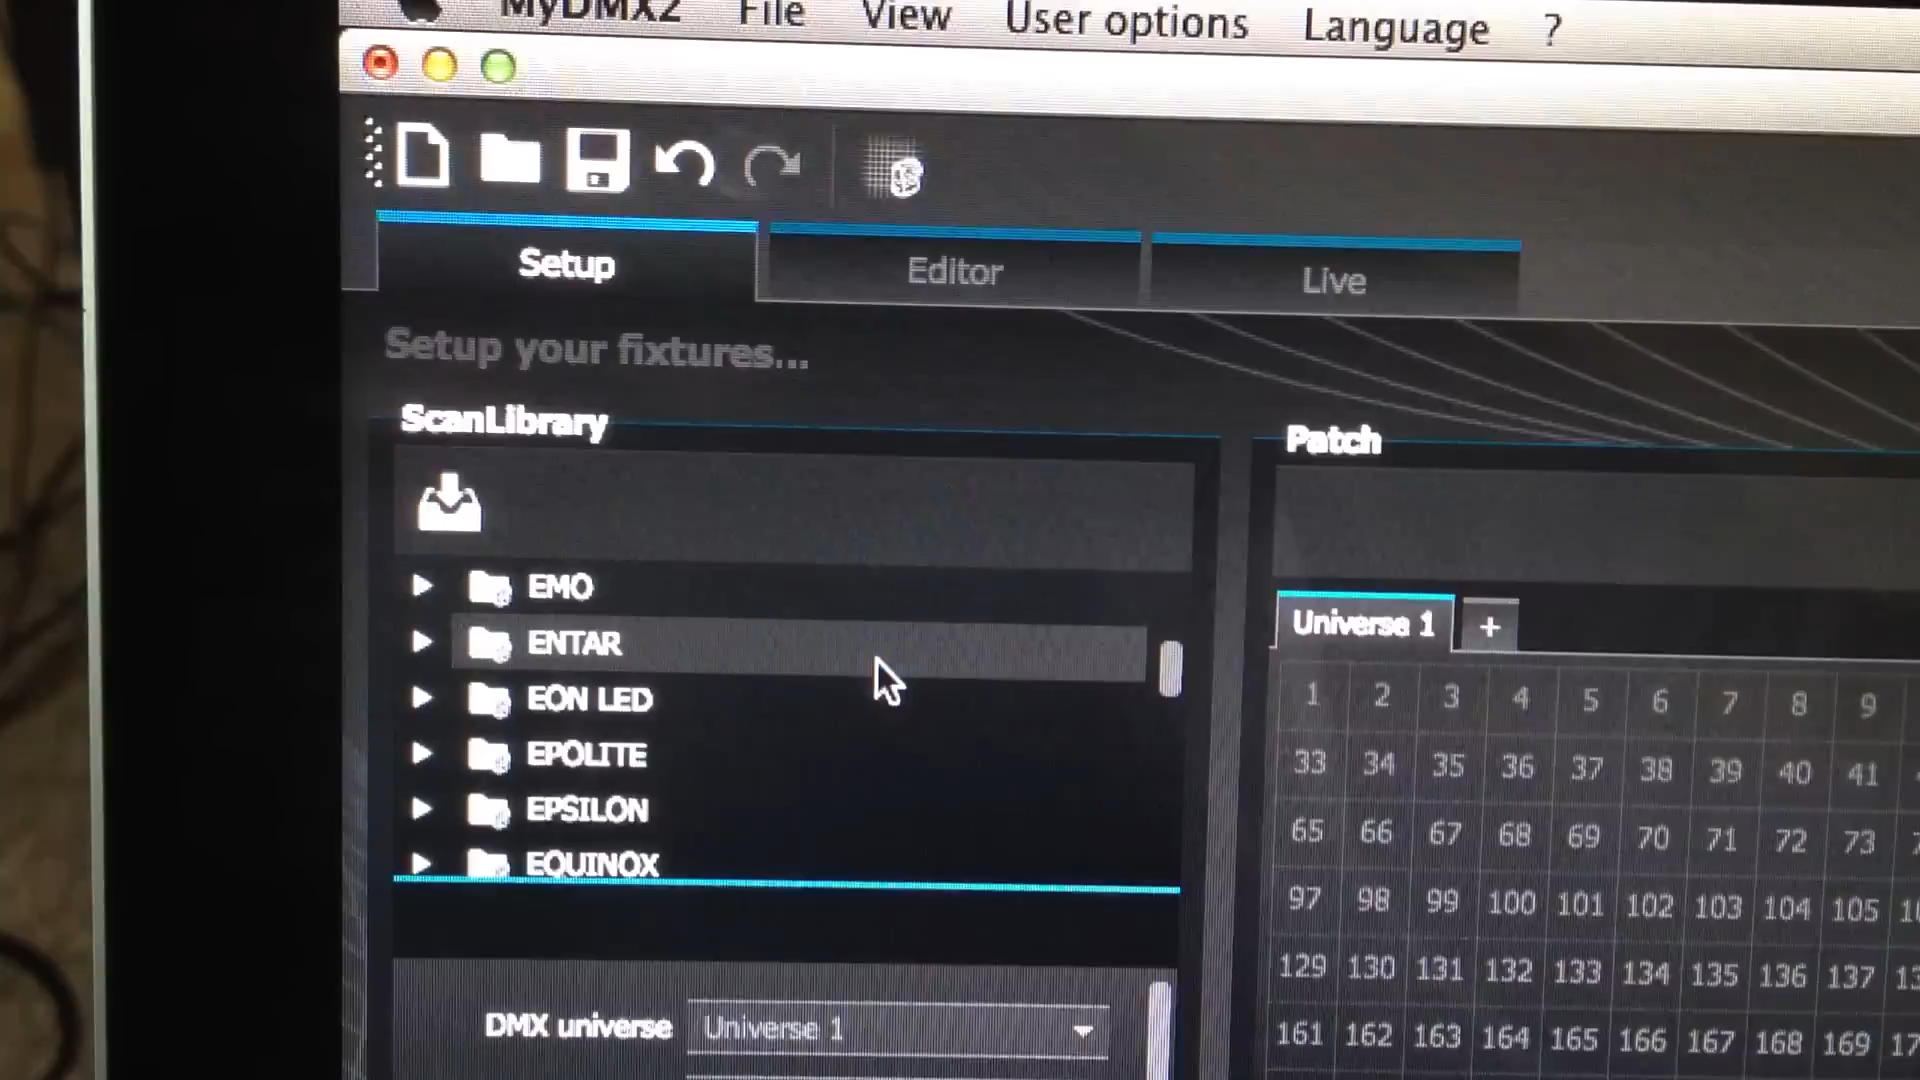 MyDMX2 File View User options Language ?
Setup Editor Live
Setup your fixtures...
ScanLibrary
Patch
EMO
ENTAR
EON LED
EPOLITE
EPSILON
EQUINOX
DMX universe Universe 1
Universe 1 +
1 2 3 4 5 6 7 8 9
33 34 35 36 37 38 39 40 41
65 66 67 68 69 70 71 72 73
97 98 99 100 101 102 103 104 105
129 130 131 132 133 134 135 136 137
161 162 163 164 165 166 167 168 169